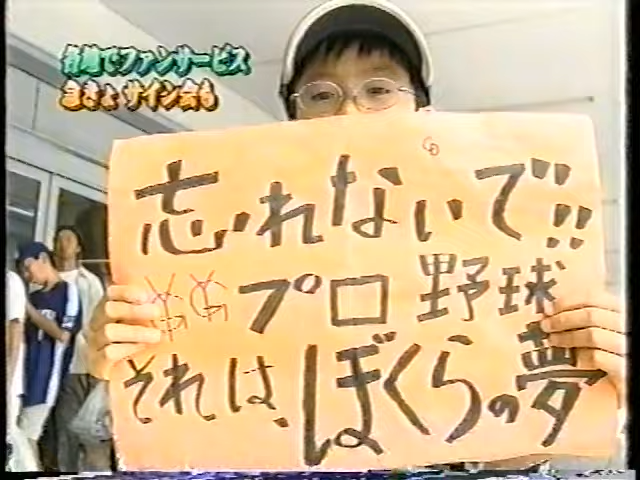 各地でファンサービス
急きょ サイン会も
忘れないで!!
プロ野球
それは、ぼくらの夢